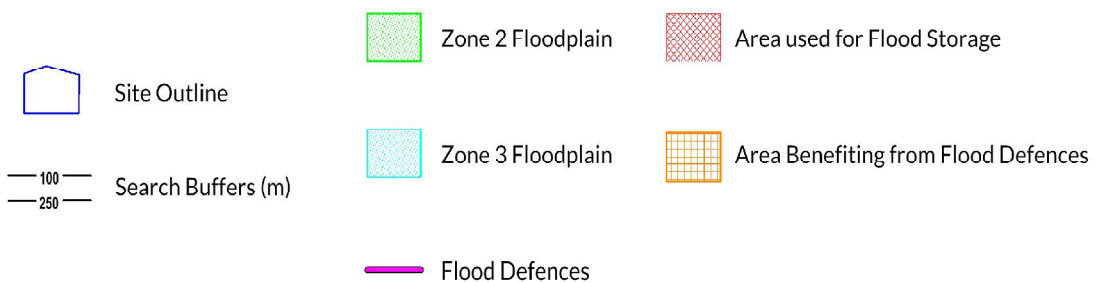 Site Outline
100
250
Search Buffers (m)
Zone 2 Floodplain
Zone 3 Floodplain
Flood Defences
Area used for Flood Storage
Area Benefiting from Flood Defences